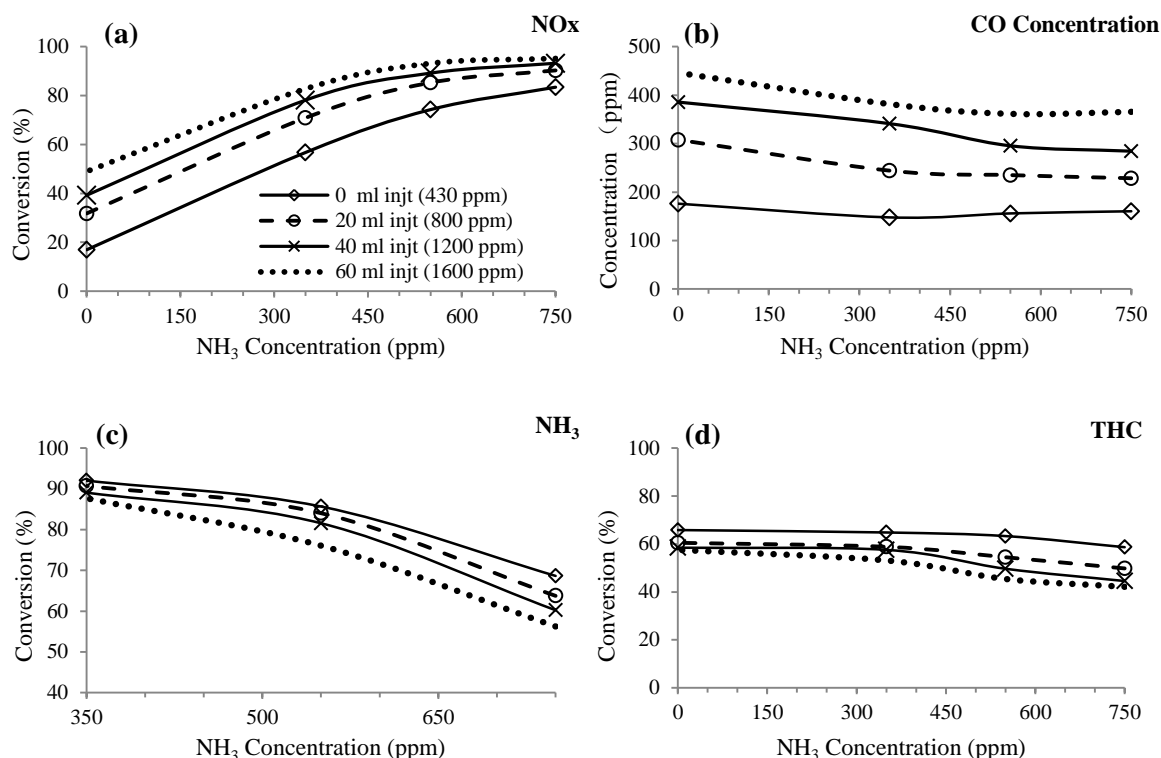 (a)
NOx
Conversion (%)
100
80
60
40
20
0
0 150 300 450 600 750
NH₃ Concentration (ppm)
0 ml injt (430 ppm)
20 ml injt (800 ppm)
40 ml injt (1200 ppm)
60 ml injt (1600 ppm)
(b)
CO Concentration
Concentration (ppm)
500
400
300
200
100
0
0 150 300 450 600 750
NH₃ Concentration (ppm)
(c)
NH₃
Conversion (%)
100
90
80
70
60
50
40
350 500 650
NH₃ Concentration (ppm)
(d)
THC
Conversion (%)
100
80
60
40
20
0
0 150 300 450 600 750
NH₃ Concentration (ppm)